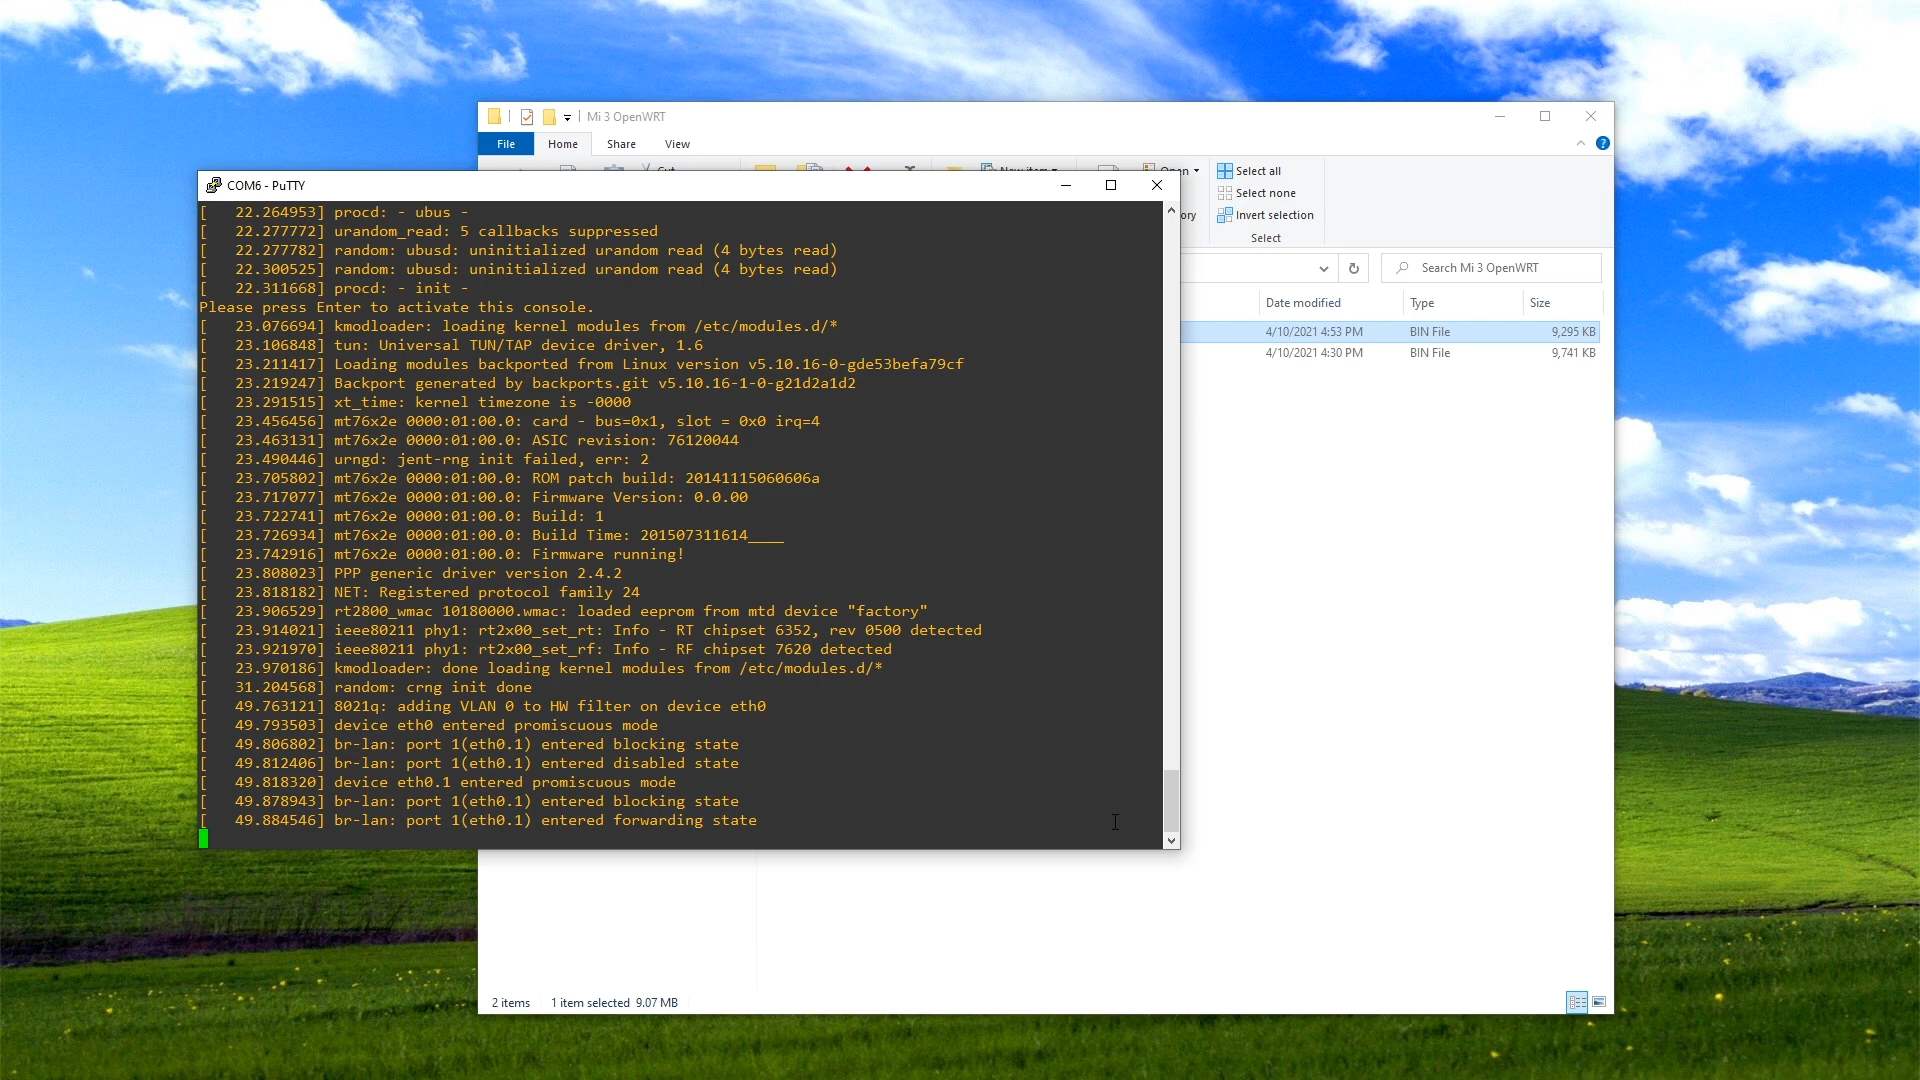 Mi 3 OpenWRT
File Home Share View
Select all
Select none
Invert selection
Select
Search Mi 3 OpenWRT
Date modified Type Size
4/10/2021 4:53 PM BIN File 9,295 KB
4/10/2021 4:30 PM BIN File 9,741 KB
COM6 - PuTTY
[   22.264953] procd: - ubus -
[   22.277772] urandom_read: 5 callbacks suppressed
[   22.277782] random: ubusd: uninitialized urandom read (4 bytes read)
[   22.300525] random: ubusd: uninitialized urandom read (4 bytes read)
[   22.311668] procd: - init -
Please press Enter to activate this console.
[   23.076694] kmodloader: loading kernel modules from /etc/modules.d/*
[   23.106848] tun: Universal TUN/TAP device driver, 1.6
[   23.211417] Loading modules backported from Linux version v5.10.16-0-gde53befa79cf
[   23.219247] Backport generated by backports.git v5.10.16-1-0-g21d2a1d2
[   23.291515] xt_time: kernel timezone is -0000
[   23.456456] mt76x2e 0000:01:00.0: card - bus=0x1, slot = 0x0 irq=4
[   23.463131] mt76x2e 0000:01:00.0: ASIC revision: 76120044
[   23.490446] urngd: jent-rng init failed, err: 2
[   23.705802] mt76x2e 0000:01:00.0: ROM patch build: 20141115060606a
[   23.717077] mt76x2e 0000:01:00.0: Firmware Version: 0.0.00
[   23.722741] mt76x2e 0000:01:00.0: Build: 1
[   23.726934] mt76x2e 0000:01:00.0: Build Time: 201507311614____
[   23.742916] mt76x2e 0000:01:00.0: Firmware running!
[   23.808023] PPP generic driver version 2.4.2
[   23.818182] NET: Registered protocol family 24
[   23.906529] rt2800_wmac 10180000.wmac: loaded eeprom from mtd device "factory"
[   23.914021] ieee80211 phy1: rt2x00_set_rt: Info - RT chipset 6352, rev 0500 detected
[   23.921970] ieee80211 phy1: rt2x00_set_rf: Info - RF chipset 7620 detected
[   23.970186] kmodloader: done loading kernel modules from /etc/modules.d/*
[   31.204568] random: crng init done
[   49.763121] 8021q: adding VLAN 0 to HW filter on device eth0
[   49.793503] device eth0 entered promiscuous mode
[   49.806802] br-lan: port 1(eth0.1) entered blocking state
[   49.812406] br-lan: port 1(eth0.1) entered disabled state
[   49.818320] device eth0.1 entered promiscuous mode
[   49.878943] br-lan: port 1(eth0.1) entered blocking state
[   49.884546] br-lan: port 1(eth0.1) entered forwarding state
2 items 1 item selected 9.07 MB